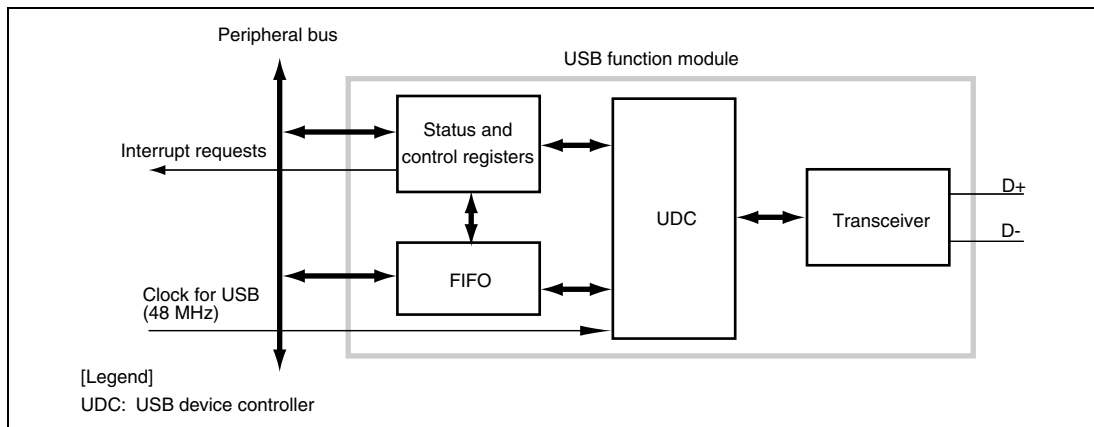 Peripheral bus
USB function module
Status and
control registers
Interrupt requests
UDC
Transceiver
D+
D-
FIFO
Clock for USB
(48 MHz)
[Legend]
UDC: USB device controller